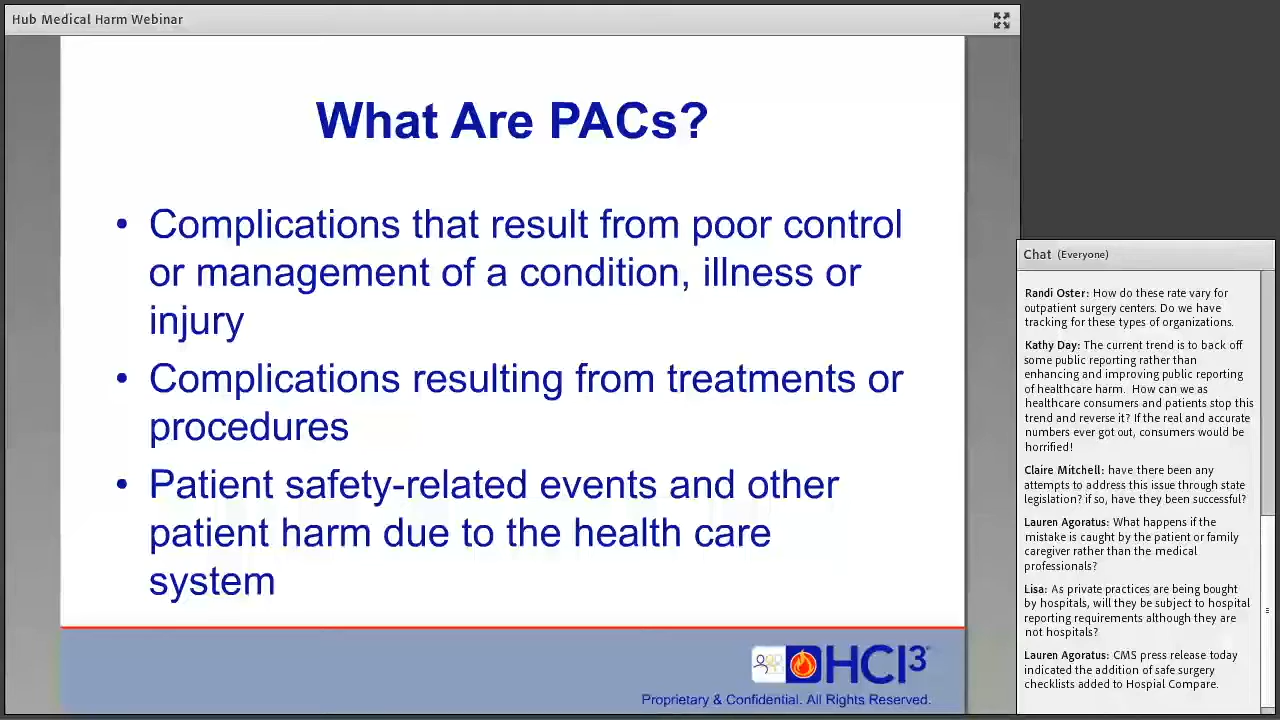 Hub Medical Harm Webinar
What Are PACs?
• Complications that result from poor control
or management of a condition, illness or
injury
• Complications resulting from treatments or
procedures
• Patient safety-related events and other
patient harm due to the health care
system
HCI3
Proprietary & Confidential. All Rights Reserved.
Chat (Everyone)
Randi Oster: How do these rate vary for
outpatient surgery centers. Do we have
tracking for these types of organizations.
Kathy Day: The current trend is to back off
some public reporting rather than
enhancing and improving public reporting
of healthcare harm. How can we as
healthcare consumers and patients stop this
trend and reverse it? If the real and accurate
numbers ever got out, consumers would be
horrified!
Claire Mitchell: have there been any
attempts to address this issue through state
legislation? if so, have they been successful?
Lauren Agoratus: What happens if the
mistake is caught by the patient or family
caregiver rather than the medical
professionals?
Lisa: As private practices are being bought
by hospitals, will they be subject to hospital
reporting requirements although they are
not hospitals?
Lauren Agoratus: CMS press release today
indicated the addition of safe surgery
checklists added to Hospial Compare.